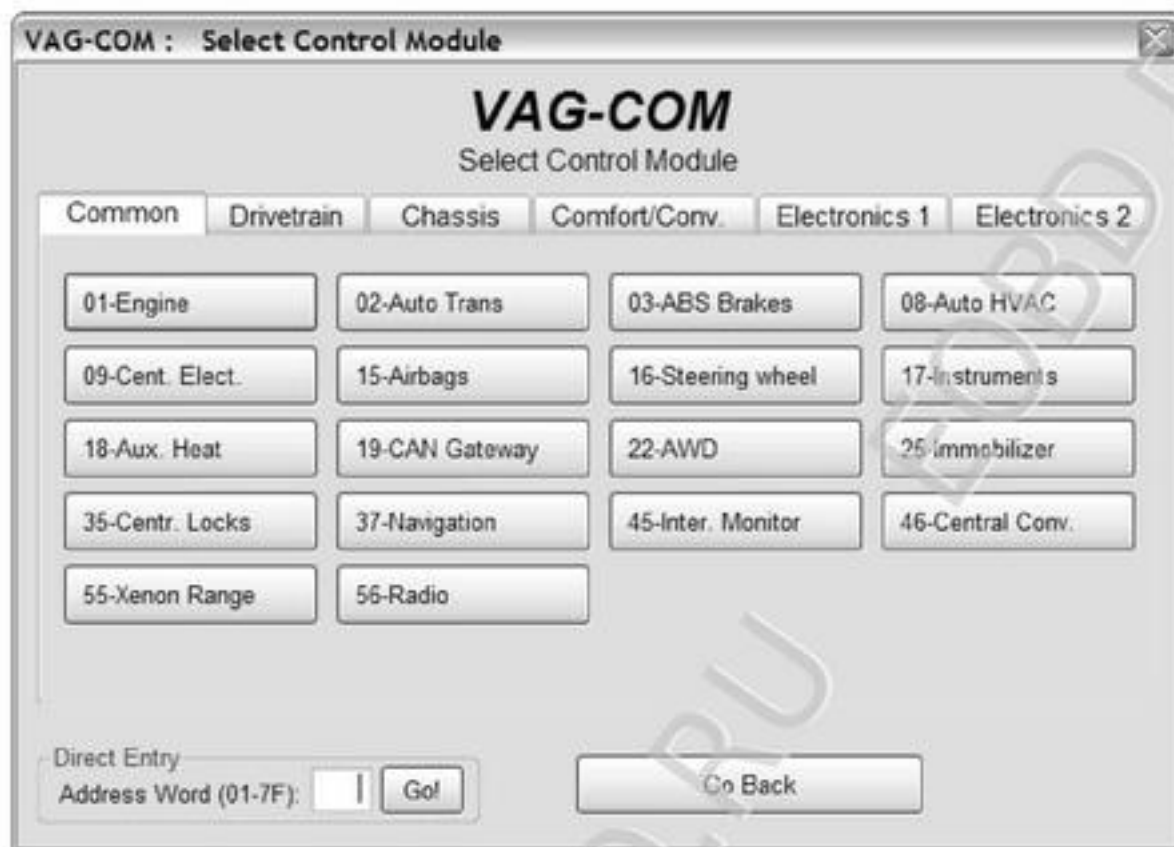 VAG-COM :   Select Control Module
VAG-COM
Select Control Module
Common Drivetrain Chassis Comfort/Conv. Electronics 1 Electronics 2
01-Engine 02-Auto Trans 03-ABS Brakes 08-Auto HVAC
09-Cent. Elect. 15-Airbags 16-Steering wheel 17-Instruments
18-Aux. Heat 19-CAN Gateway 22-AWD 25-Immobilizer
35-Centr. Locks 37-Navigation 45-Inter. Monitor 46-Central Conv.
55-Xenon Range 56-Radio
Direct Entry
Address Word (01-7F): Go!
Go Back
EOBD
.RU